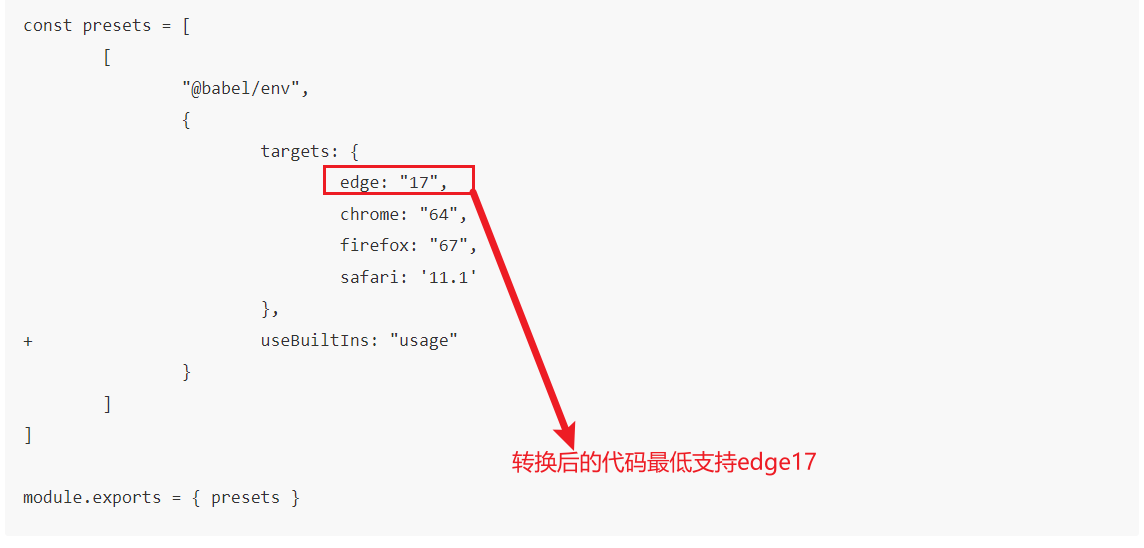 const presets = [
[
"@babel/env",
{
targets: {
edge: "17",
chrome: "64",
firefox: "67",
safari: '11.1'
},
+ useBuiltIns: "usage"
}
]
]
转换后的代码最低支持edge17
module.exports = { presets }